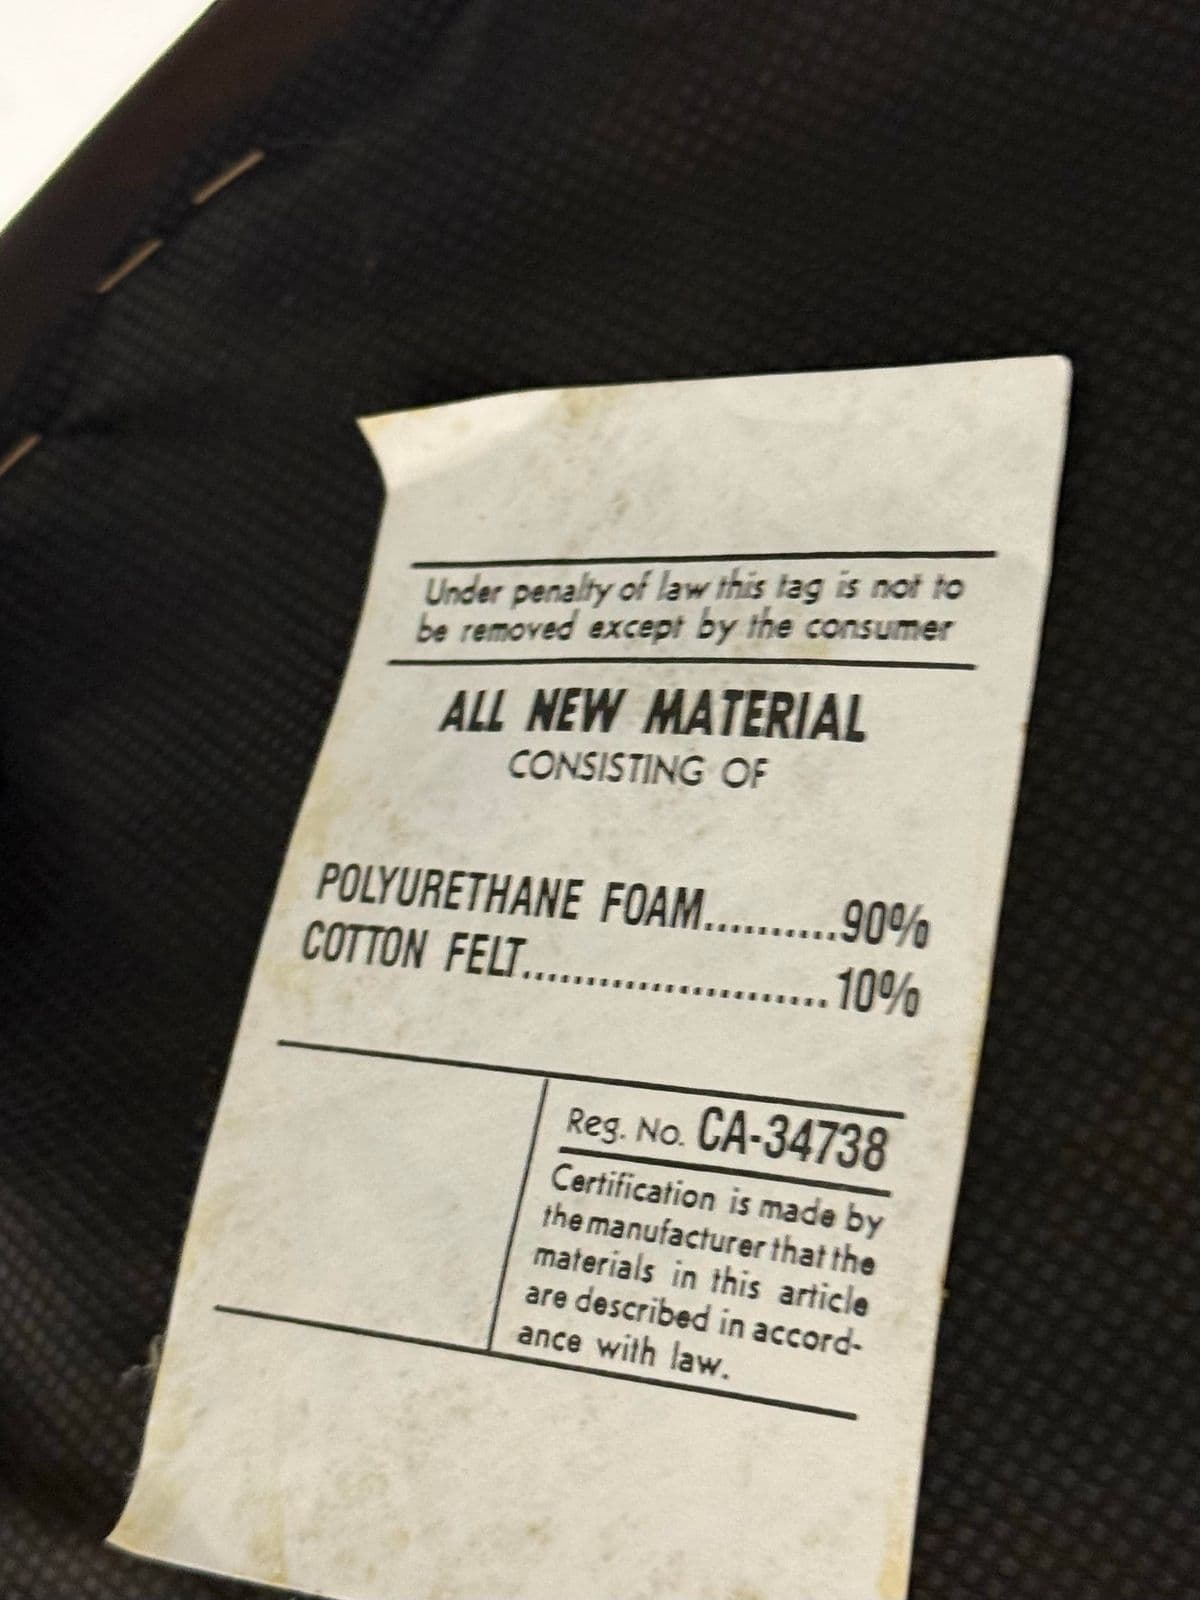 Under penalty of law this tag is not to
be removed except by the consumer
ALL NEW MATERIAL
CONSISTING OF
POLYURETHANE FOAM...........90%
COTTON FELT........................10%
Reg. No. CA-34738
Certification is made by
the manufacturer that the
materials in this article
are described in accord-
ance with law.